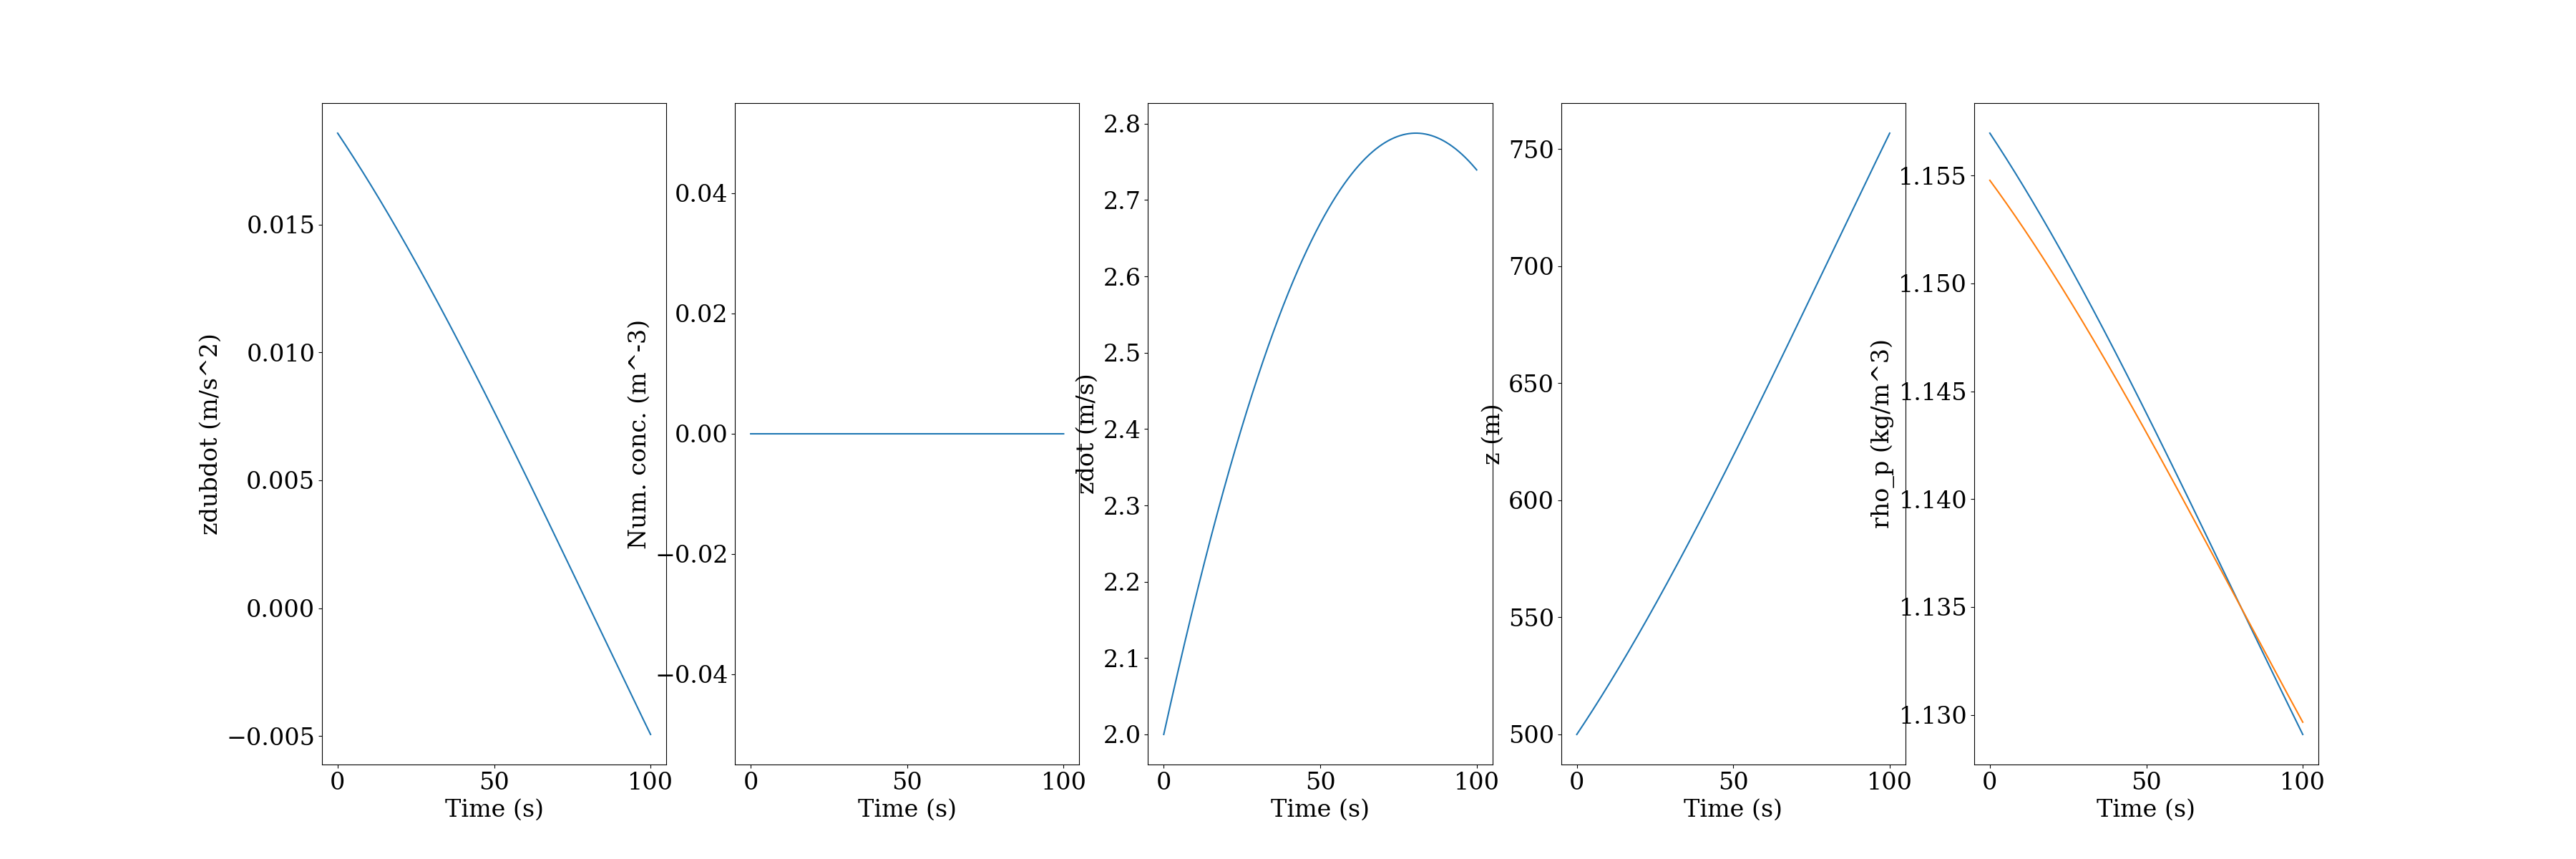 zdubdot (m/s^2)
0.015
0.010
0.005
0.000
−0.005
0 50 100
Time (s)
Num. conc. (m^-3)
0.04
0.02
0.00
−0.02
−0.04
0 50 100
Time (s)
zdot (m/s)
2.8
2.7
2.6
2.5
2.4
2.3
2.2
2.1
2.0
0 50 100
Time (s)
z (m)
750
700
650
600
550
500
0 50 100
Time (s)
rho_p (kg/m^3)
1.155
1.150
1.145
1.140
1.135
1.130
0 50 100
Time (s)